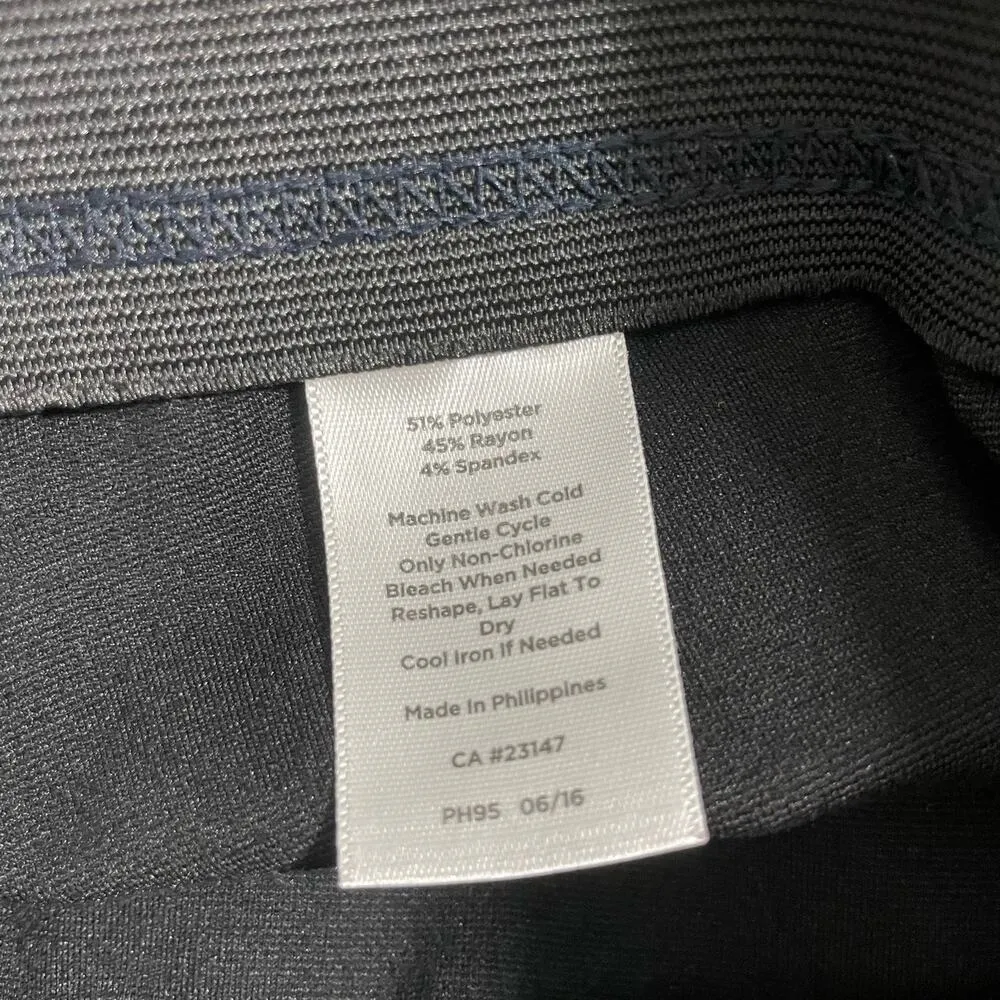 51% Polyester
45% Rayon
4% Spandex
Machine Wash Cold
Gentle Cycle
Only Non-Chlorine
Bleach When Needed
Reshape, Lay Flat To
Dry
Cool Iron If Needed
Made In Philippines
CA #23147
PH95 06/16